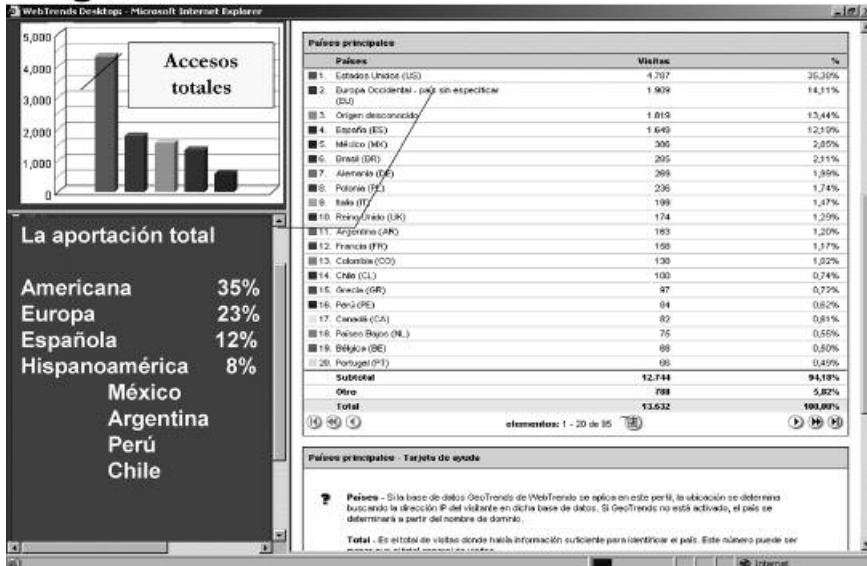 WebTrends Desktop: - Microsoft Internet Explorer
5,000
4,000
3,000
2,000
1,000
0
Accesos
totales
La aportación total
Americana 35%
Europa 23%
Española 12%
Hispanoamérica 8%
México
Argentina
Perú
Chile
Países principales
Países Visitas %
1. Estados Unidos (US) 4.787
2. Europa Occidental - país sin especificar 1.909 14,11%
(EU)
3. Origen desconocido 1.819 13,44%
4. España (ES) 1.649 12,19%
5. México (MX)
6. Brasil (BR) 2,11%
7. Alemania (DE) 269 1,99%
8. Polonia (PL) 236 1,74%
9. Italia (IT) 199 1,47%
10. Reino Unido (UK) 174 1,29%
11. Argentina (AR) 163 1,20%
12. Francia (FR) 158 1,17%
13. Colombia (CO) 138 1,02%
14. Chile (CL) 100 0,74%
15. Grecia (GR) 97 0,72%
16. Perú (PE) 84 0,62%
17. Canadá (CA) 82 0,61%
18. Países Bajos (NL) 75 0,55%
19. Bélgica (BE) 68 0,50%
20. Portugal (PT) 66 0,49%
Subtotal 12.744 94,18%
Otro 788 5,82%
Total 100,00%
elementos: 1 - 20 de 95
Países principales - Tarjeta de ayuda
? Países - Si la base de datos GeoTrends de WebTrends se aplica en este perfil, la ubicación se determina
buscando la dirección IP del visitante en dicha base de datos. Si GeoTrends no está activado, el país se
determinará a partir del nombre de dominio.
Total - Es el total de visitas donde había información suficiente para identificar el país. Este número puede ser
Internet